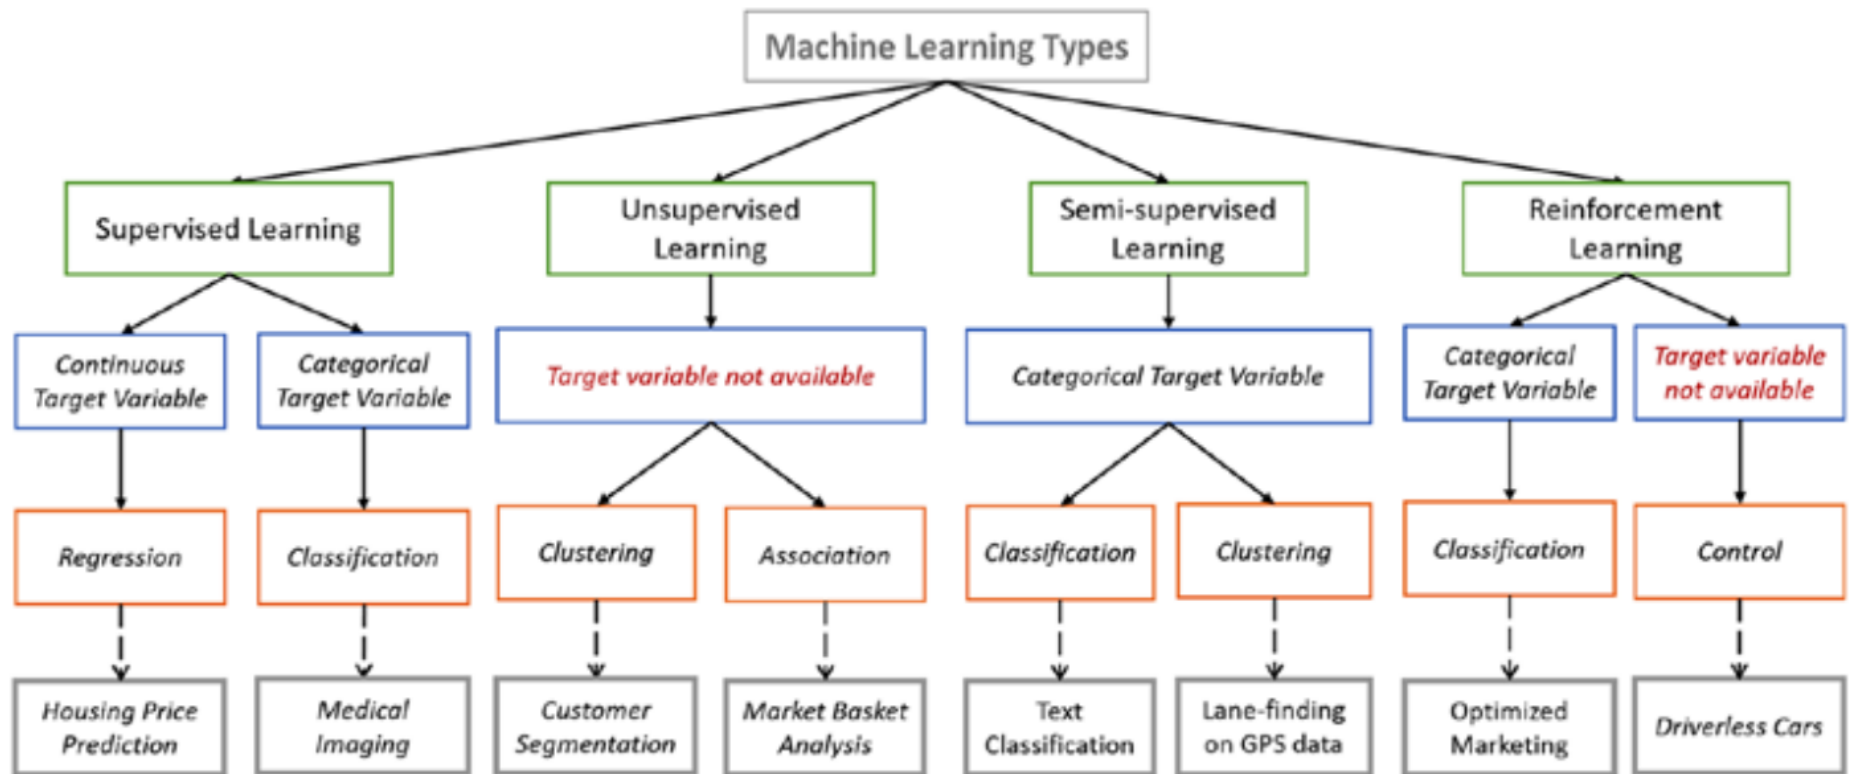 Machine Learning Types
Supervised Learning
Unsupervised
Learning
Semi-supervised
Learning
Reinforcement
Learning
Continuous
Target Variable
Categorical
Target Variable
Target variable not available
Categorical Target Variable
Categorical
Target Variable
Target variable
not available
Regression
Classification
Clustering
Association
Classification
Clustering
Classification
Control
Housing Price
Prediction
Medical
Imaging
Customer
Segmentation
Market Basket
Analysis
Text
Classification
Lane-finding
on GPS data
Optimized
Marketing
Driverless Cars